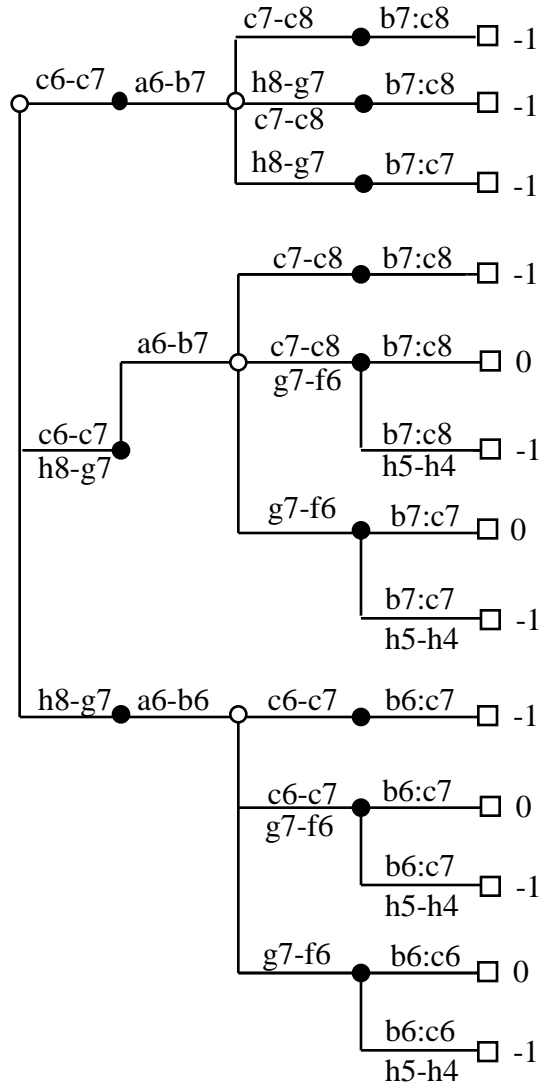 c7-c8 b7:c8 -1
c6-c7 a6-b7 h8-g7 b7:c8 -1
c7-c8
h8-g7 b7:c7 -1
c7-c8 b7:c8 -1
a6-b7 c7-c8 b7:c8 0
g7-f6
c6-c7 b7:c8 -1
h8-g7 h5-h4
g7-f6 b7:c7 0
b7:c7 -1
h5-h4
h8-g7 a6-b6 c6-c7 b6:c7 -1
c6-c7 b6:c7 0
g7-f6
b6:c7 -1
h5-h4
g7-f6 b6:c6 0
b6:c6 -1
h5-h4